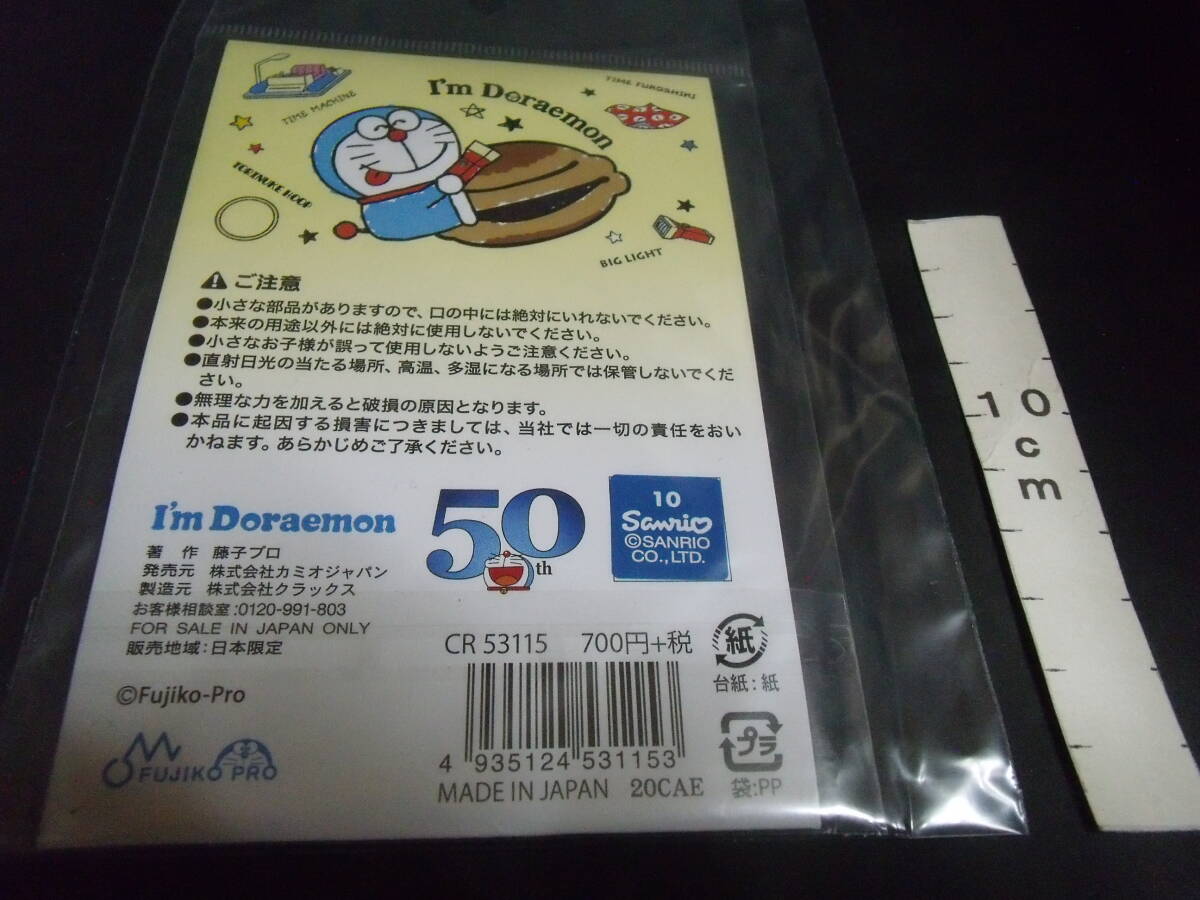 I'm Doraemon
TIME FUROSHIKI
TIME MACHINE
TORINUKE HOOP
BIG LIGHT
ご注意
●小さな部品がありますので、口の中には絶対にいれないでください。
●本来の用途以外には絶対に使用しないでください。
●小さなお子様が誤って使用しないようご注意ください。
●直射日光の当たる場所、高温、多湿になる場所では保管しないでくだ
さい。
●無理な力を加えると破損の原因となります。
●本品に起因する損害につきましては、当社では一切の責任をおい
かねます。あらかじめご了承ください。
I'm Doraemon
50th
10
Sanrio
©SANRIO
CO.,LTD.
著 作 藤子プロ
発売元 株式会社カミオジャパン
製造元 株式会社クラックス
お客様相談室:0120-991-803
FOR SALE IN JAPAN ONLY
販売地域:日本限定
©Fujiko-Pro
FUJIKO PRO
CR 53115 700円+税
4 935124 531153
MADE IN JAPAN 20CAE
紙
台紙:紙
プラ
袋:PP
10
cm